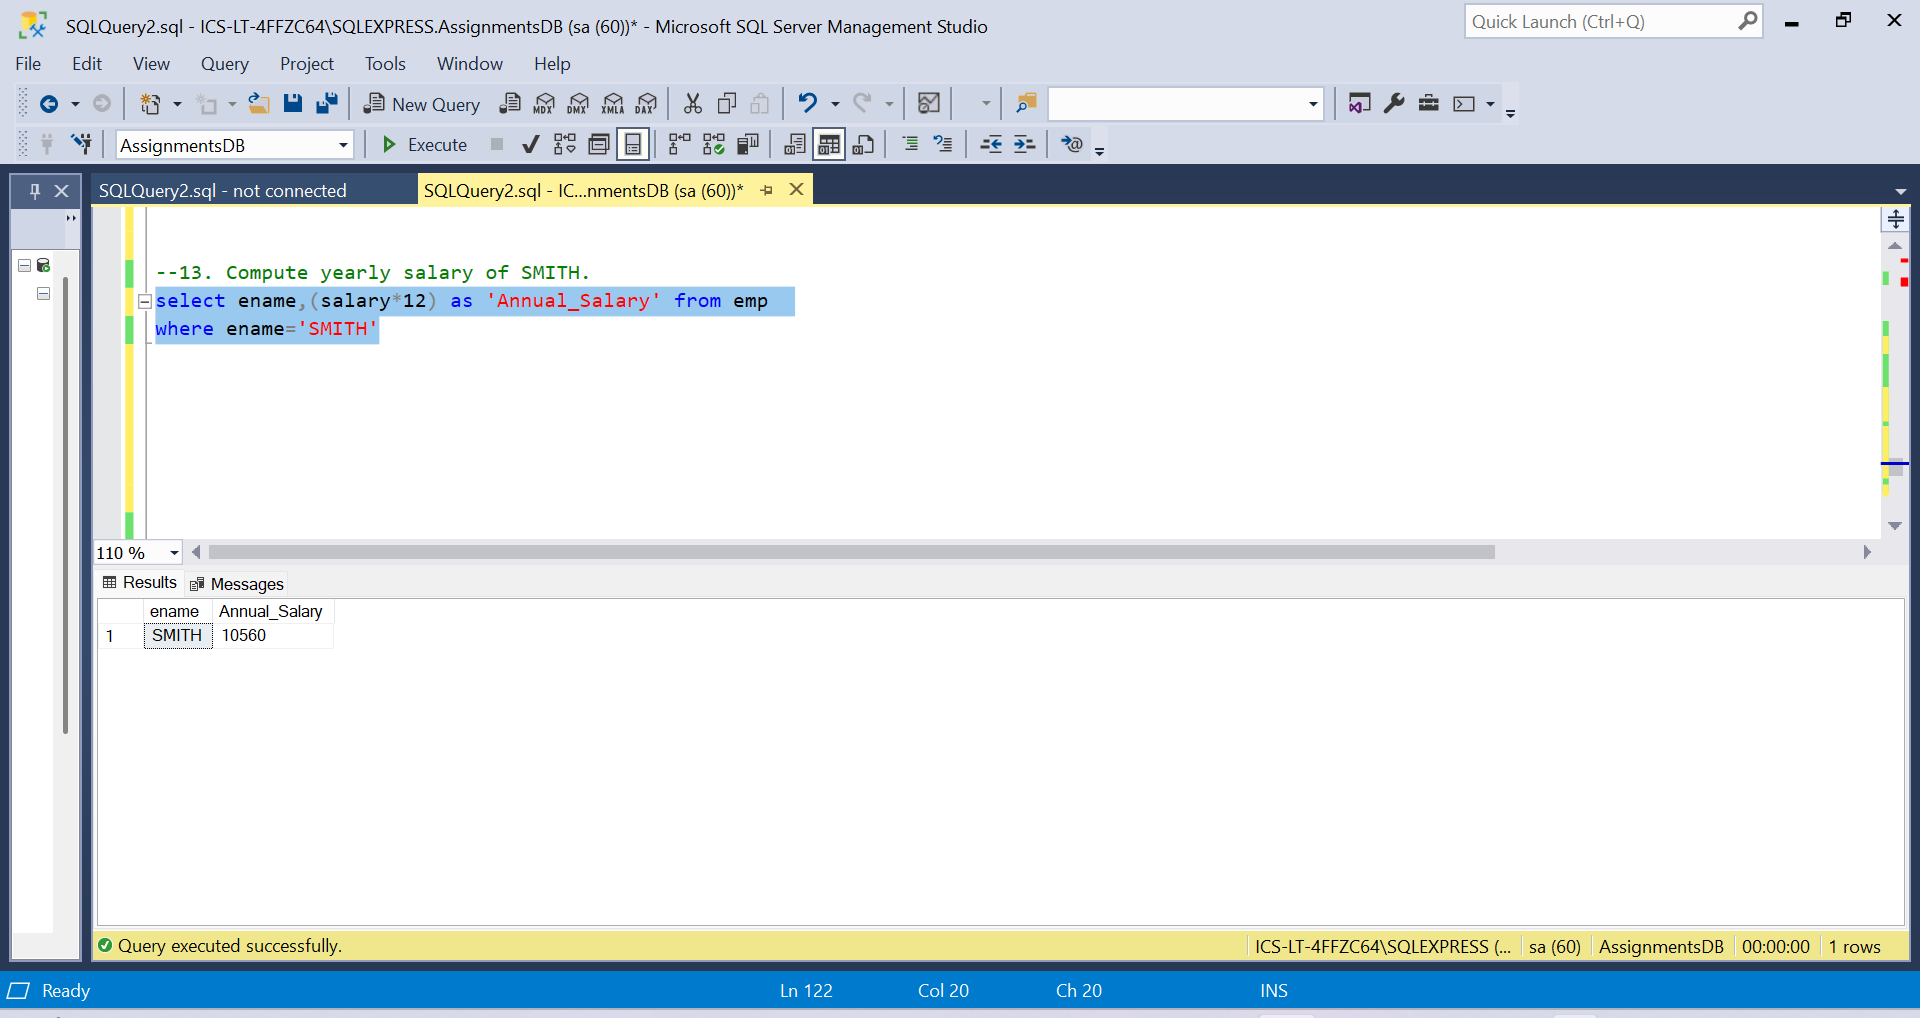 SQLQuery2.sql - ICS-LT-4FFZC64\SQLEXPRESS.AssignmentsDB (sa (60))* - Microsoft SQL Server Management Studio
Quick Launch (Ctrl+Q)
File Edit View Query Project Tools Window Help
New Query MDX DMX XMLA DAX
AssignmentsDB Execute
SQLQuery2.sql - not connected SQLQuery2.sql - IC...nmentsDB (sa (60))*
--13. Compute yearly salary of SMITH.
select ename,(salary*12) as 'Annual_Salary' from emp
where ename='SMITH'
110 %
Results Messages
ename Annual_Salary
1 SMITH 10560
Query executed successfully. ICS-LT-4FFZC64\SQLEXPRESS (... sa (60) AssignmentsDB 00:00:00 1 rows
Ready Ln 122 Col 20 Ch 20 INS